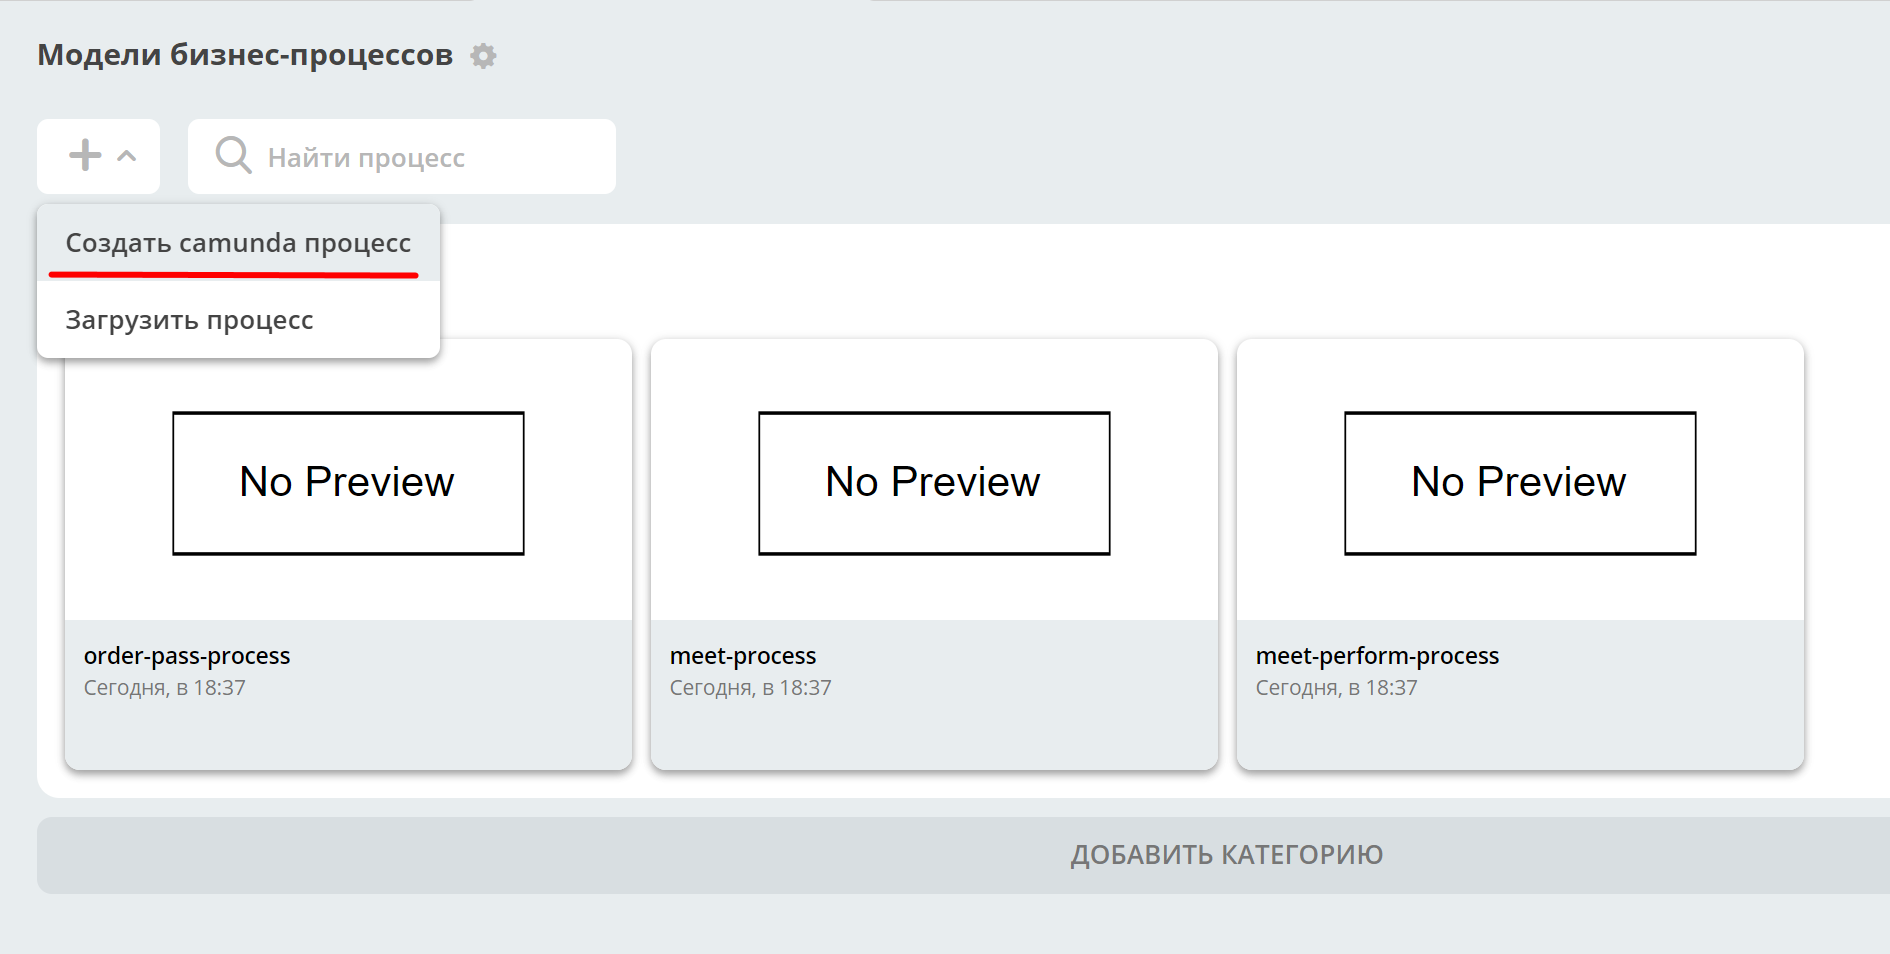 Модели бизнес-процессов
Найти процесс
Создать camunda процесс
Загрузить процесс
No Preview
No Preview
No Preview
order-pass-process
Сегодня, в 18:37
meet-process
Сегодня, в 18:37
meet-perform-process
Сегодня, в 18:37
ДОБАВИТЬ КАТЕГОРИЮ